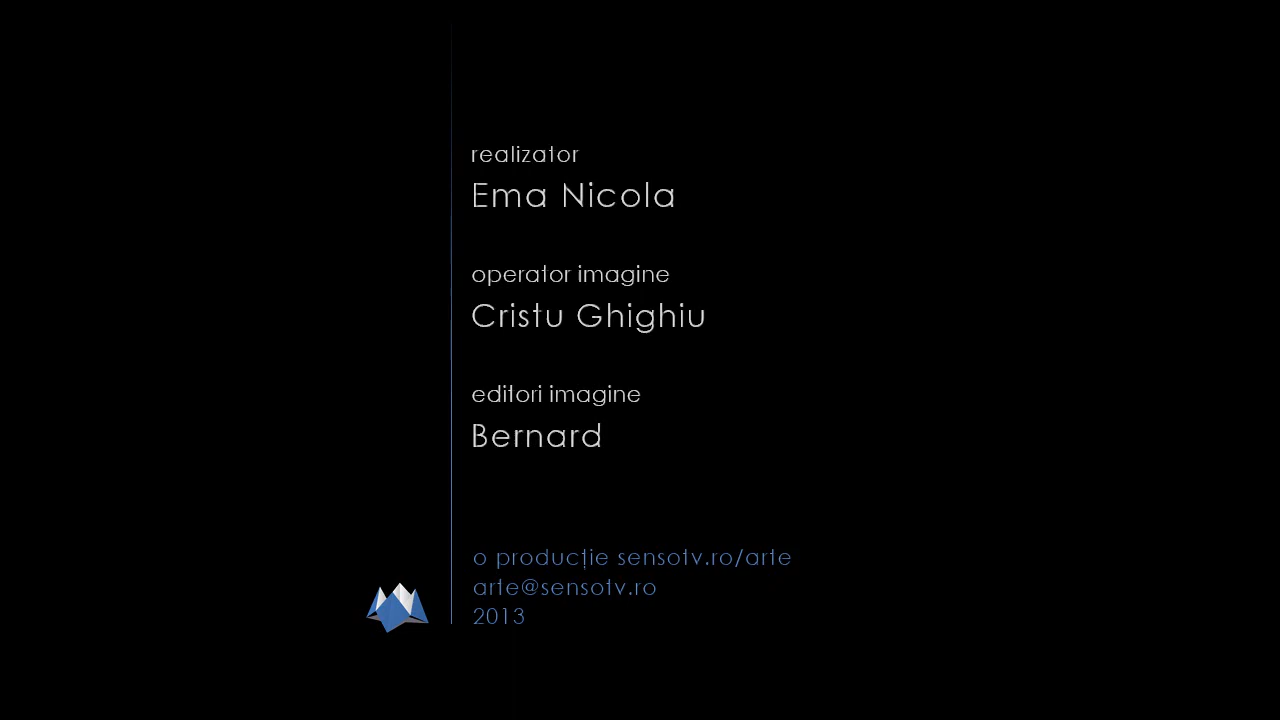 realizator
Ema Nicola
operator imagine
Cristu Ghighiu
editori imagine
Bernard
o producție sensotv.ro/arte
arte@sensotv.ro
2013